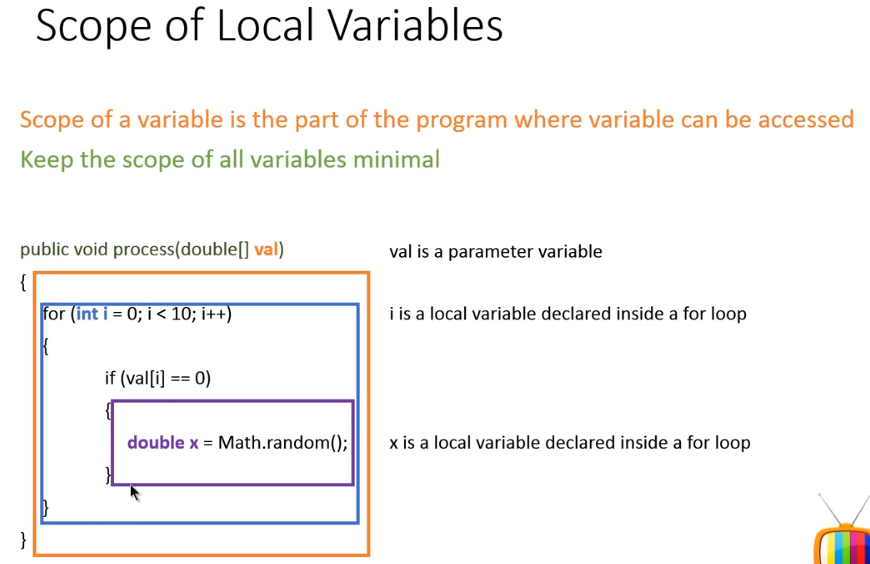 Scope of Local Variables
Scope of a variable is the part of the program where variable can be accessed
Keep the scope of all variables minimal
public void process(double[] val) val is a parameter variable
{
for (int i = 0; i < 10; i++) i is a local variable declared inside a for loop
{
if (val[i] == 0)
{
double x = Math.random(); x is a local variable declared inside a for loop
}
}
}